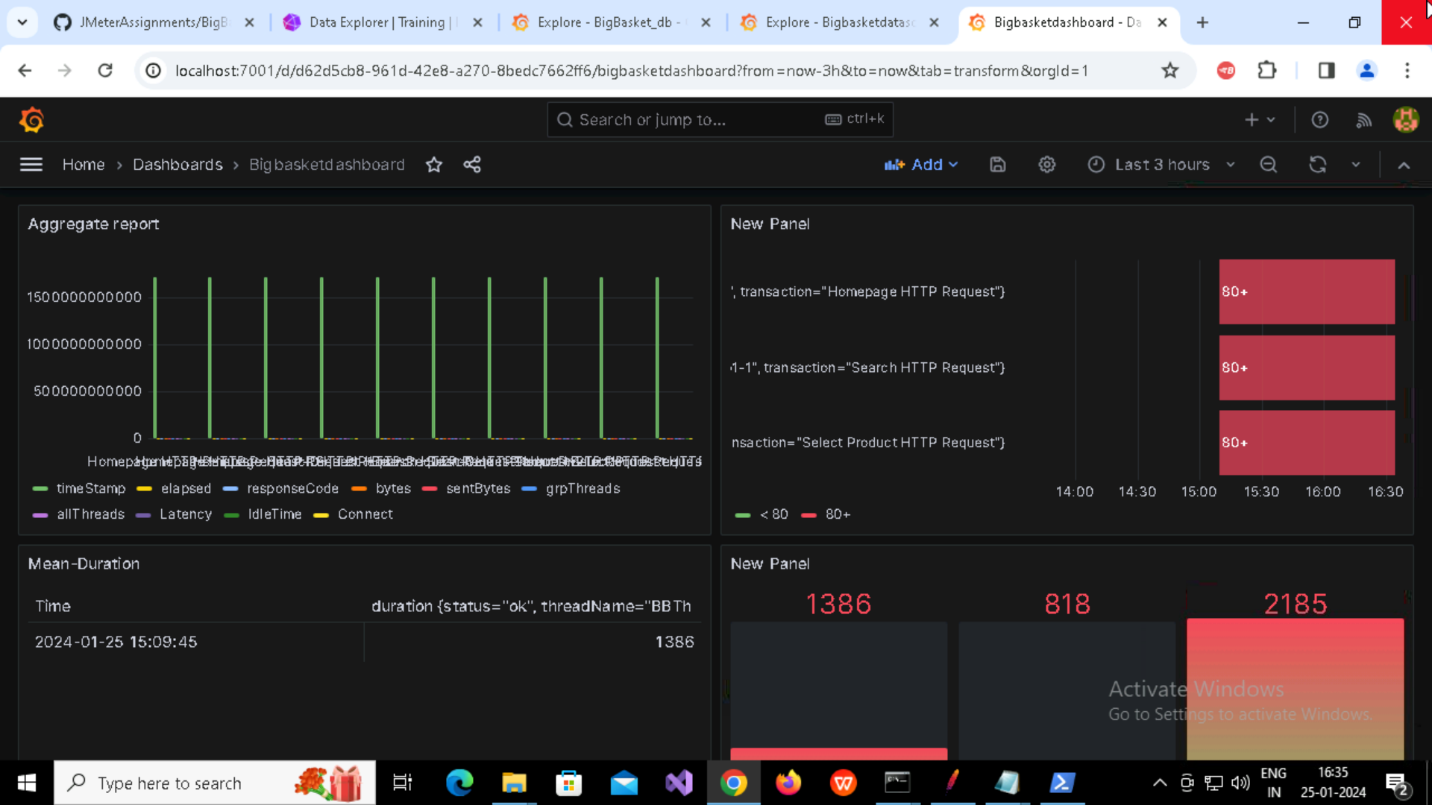 JMeterAssignments/BigB
Data Explorer | Training |
Explore - BigBasket_db -
Explore - Bigbasketdataso
Bigbasketdashboard - Da
localhost:7001/d/d62d5cb8-961d-42e8-a270-8bedc7662ff6/bigbasketdashboard?from=now-3h&to=now&tab=transform&orgId=1
Search or jump to... ctrl+k
Home › Dashboards › Bigbasketdashboard
Add
Last 3 hours
Aggregate report
1500000000000
1000000000000
500000000000
0
timeStamp elapsed responseCode bytes sentBytes grpThreads
allThreads Latency IdleTime Connect
New Panel
", transaction="Homepage HTTP Request"}
80+
1-1", transaction="Search HTTP Request"}
80+
nsaction="Select Product HTTP Request"}
80+
14:00 14:30 15:00 15:30 16:00 16:30
< 80 80+
Mean-Duration
Time duration {status="ok", threadName="BBTh
2024-01-25 15:09:45 1386
New Panel
1386 818 2185
Activate Windows
Go to Settings to activate Windows.
Type here to search
ENG
IN
16:35
25-01-2024
2